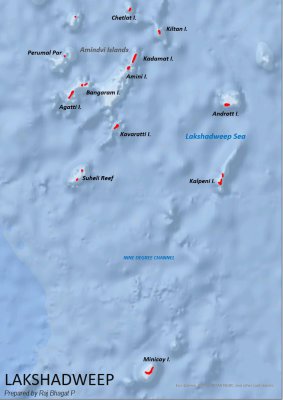 Chetlat I.
Kiltan I.
Amindvi Islands
Perumal Par
Kadamat I.
Amini I.
Bangaram I.
Agatti I.
Andrott I.
Kavaratti I.
Lakshadweep Sea
Suheli Reef
Kalpeni I.
NINE DEGREE CHANNEL
Minicoy I.
LAKSHADWEEP
Prepared by Raj Bhagat P